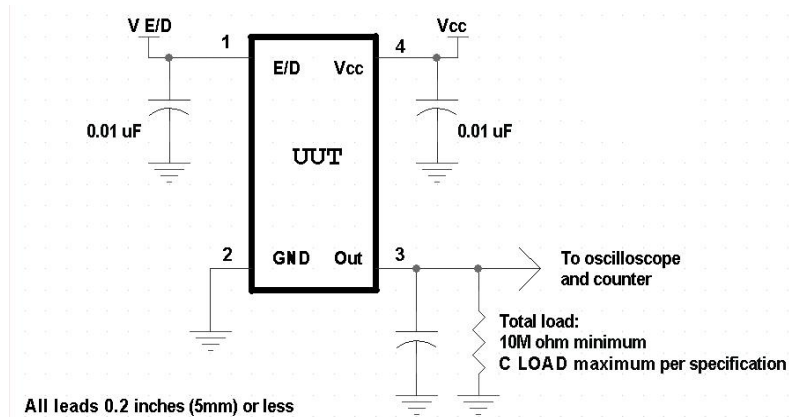 V E/D
Vcc
1
4
E/D
Vcc
0.01 uF
0.01 uF
UUT
2
GND
Out
3
To oscilloscope
and counter
Total load:
10M ohm minimum
C LOAD maximum per specification
All leads 0.2 inches (5mm) or less